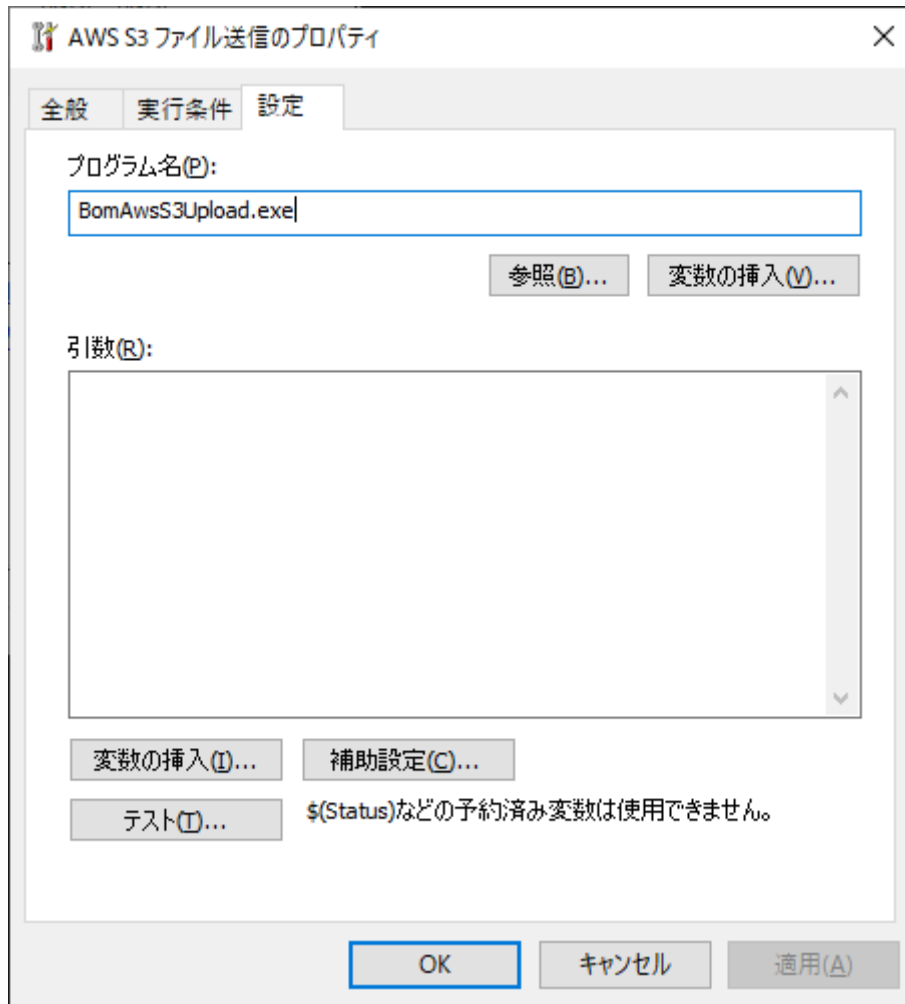 AWS S3 ファイル送信のプロパティ
全般 実行条件 設定
プログラム名(P):
BomAwsS3Upload.exe
参照(B)... 変数の挿入(V)...
引数(R):
変数の挿入(I)... 補助設定(C)...
テスト(T)... $(Status)などの予約済み変数は使用できません。
OK キャンセル 適用(A)